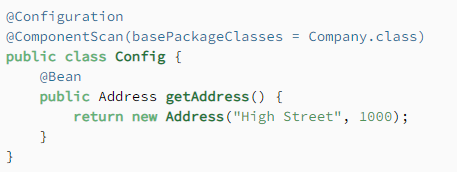 @Configuration
@ComponentScan(basePackageClasses = Company.class)
public class Config {
    @Bean
    public Address getAddress() {
        return new Address("High Street", 1000);
    }
}